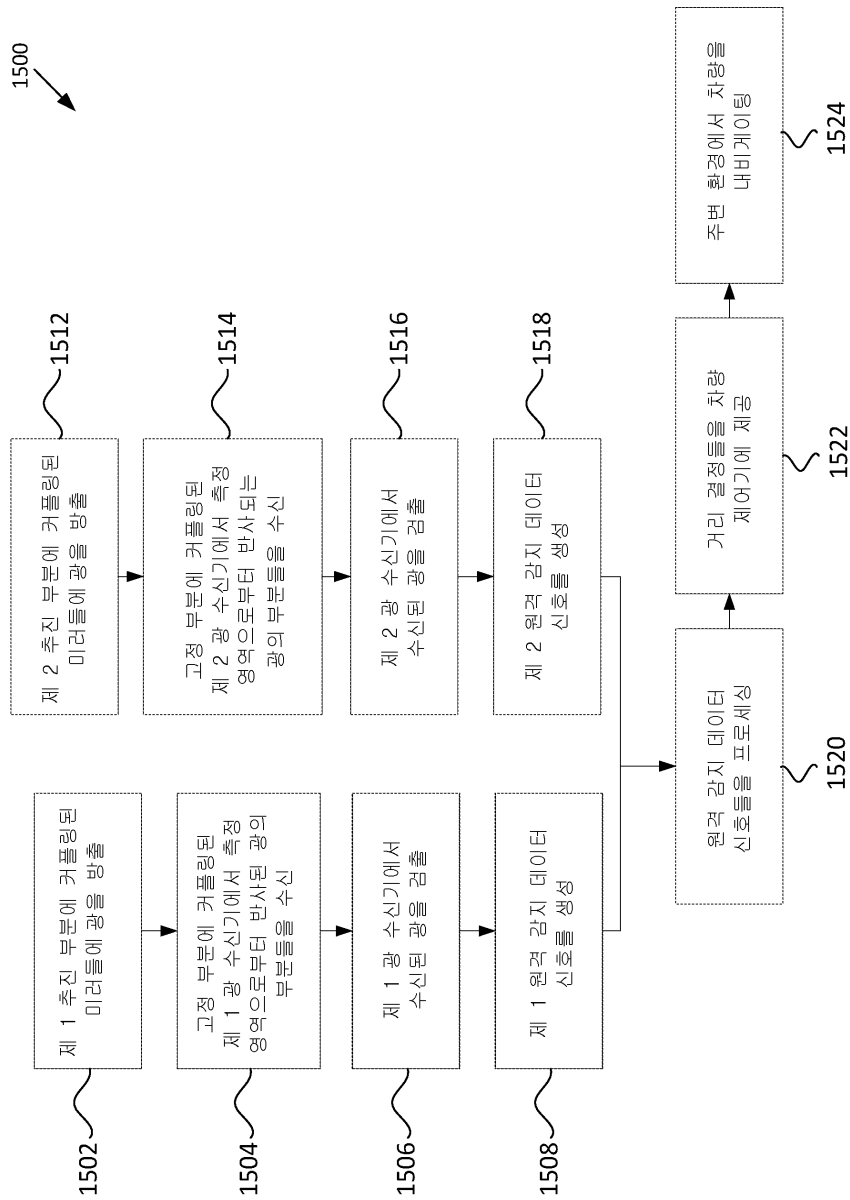 1500
제 1 추진 부분에 커플링된
미러들에 광을 방출
1502
고정 부분에 커플링된
제 1 광 수신기에서 측정
영역으로부터 반사된 광의
부분들을 수신
1504
제 1 광 수신기에서
수신된 광을 검출
1506
제 1 원격 감지 데이터
신호를 생성
1508
제 2 추진 부분에 커플링된
미러들에 광을 방출
1512
고정 부분에 커플링된
제 2 광 수신기에서 측정
영역으로부터 반사되는
광의 부분들을 수신
1514
제 2 광 수신기에서
수신된 광을 검출
1516
제 2 원격 감지 데이터
신호를 생성
1518
원격 감지 데이터
신호들을 프로세싱
1520
거리 결정들을 차량
제어기에 제공
1522
주변 환경에서 차량을
내비게이팅
1524